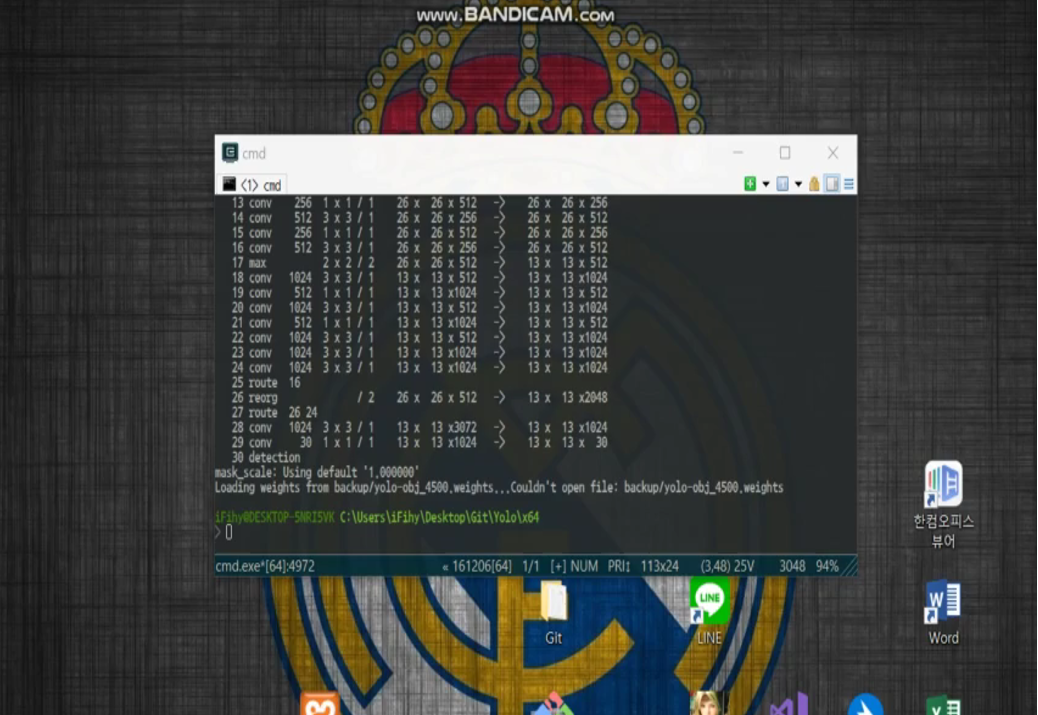 www.BANDICAM.com
cmd
<1> cmd
13 conv 256 1 x 1 / 1 26 x 26 x 512 -> 26 x 26 x 256
14 conv 512 3 x 3 / 1 26 x 26 x 256 -> 26 x 26 x 512
15 conv 256 1 x 1 / 1 26 x 26 x 512 -> 26 x 26 x 256
16 conv 512 3 x 3 / 1 26 x 26 x 256 -> 26 x 26 x 512
17 max 2 x 2 / 2 26 x 26 x 512 -> 13 x 13 x 512
18 conv 1024 3 x 3 / 1 13 x 13 x 512 -> 13 x 13 x1024
19 conv 512 1 x 1 / 1 13 x 13 x1024 -> 13 x 13 x 512
20 conv 1024 3 x 3 / 1 13 x 13 x 512 -> 13 x 13 x1024
21 conv 512 1 x 1 / 1 13 x 13 x1024 -> 13 x 13 x 512
22 conv 1024 3 x 3 / 1 13 x 13 x 512 -> 13 x 13 x1024
23 conv 1024 3 x 3 / 1 13 x 13 x1024 -> 13 x 13 x1024
24 conv 1024 3 x 3 / 1 13 x 13 x1024 -> 13 x 13 x1024
25 route 16
26 reorg / 2 26 x 26 x 512 -> 13 x 13 x2048
27 route 26 24
28 conv 1024 3 x 3 / 1 13 x 13 x3072 -> 13 x 13 x1024
29 conv 30 1 x 1 / 1 13 x 13 x1024 -> 13 x 13 x 30
30 detection
mask_scale: Using default '1.000000'
Loading weights from backup/yolo-obj_4500.weights...Couldn't open file: backup/yolo-obj_4500.weights
iFihy@DESKTOP-5NRI5VK C:\Users\iFihy\Desktop\Git\Yolo\x64
>
cmd.exe*[64]:4972 « 161206[64] 1/1 [+] NUM PRI↕ 113x24 (3,48) 25V 3048 94%
한컴오피스
뷰어
Git
LINE
LINE
W
Word